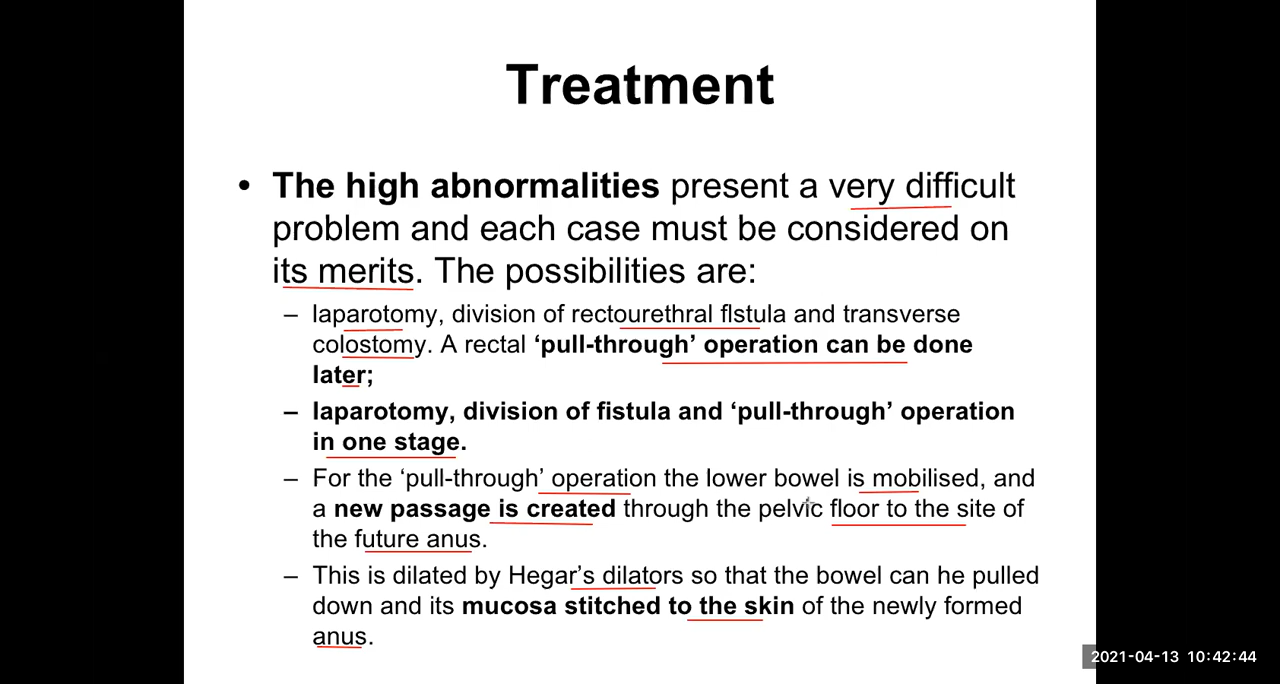 Treatment
• The high abnormalities present a very difficult
problem and each case must be considered on
its merits. The possibilities are:
– laparotomy, division of rectourethral flstula and transverse
colostomy. A rectal ‘pull-through’ operation can be done
later;
– laparotomy, division of fistula and ‘pull-through’ operation
in one stage.
– For the ‘pull-through’ operation the lower bowel is mobilised, and
a new passage is created through the pelvic floor to the site of
the future anus.
– This is dilated by Hegar’s dilators so that the bowel can he pulled
down and its mucosa stitched to the skin of the newly formed
anus.
2021-04-13 10:42:44